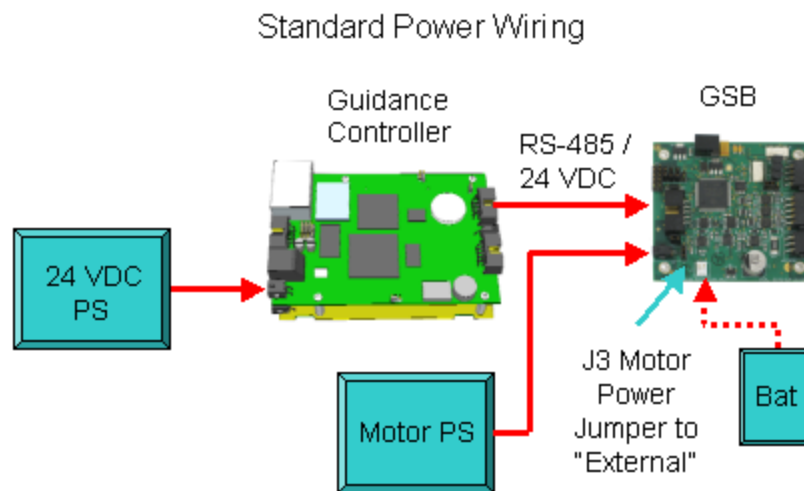 Standard Power Wiring
Guidance
Controller
GSB
RS-485 /
24 VDC
24 VDC
PS
Motor PS
J3 Motor
Power
Jumper to
"External"
Bat